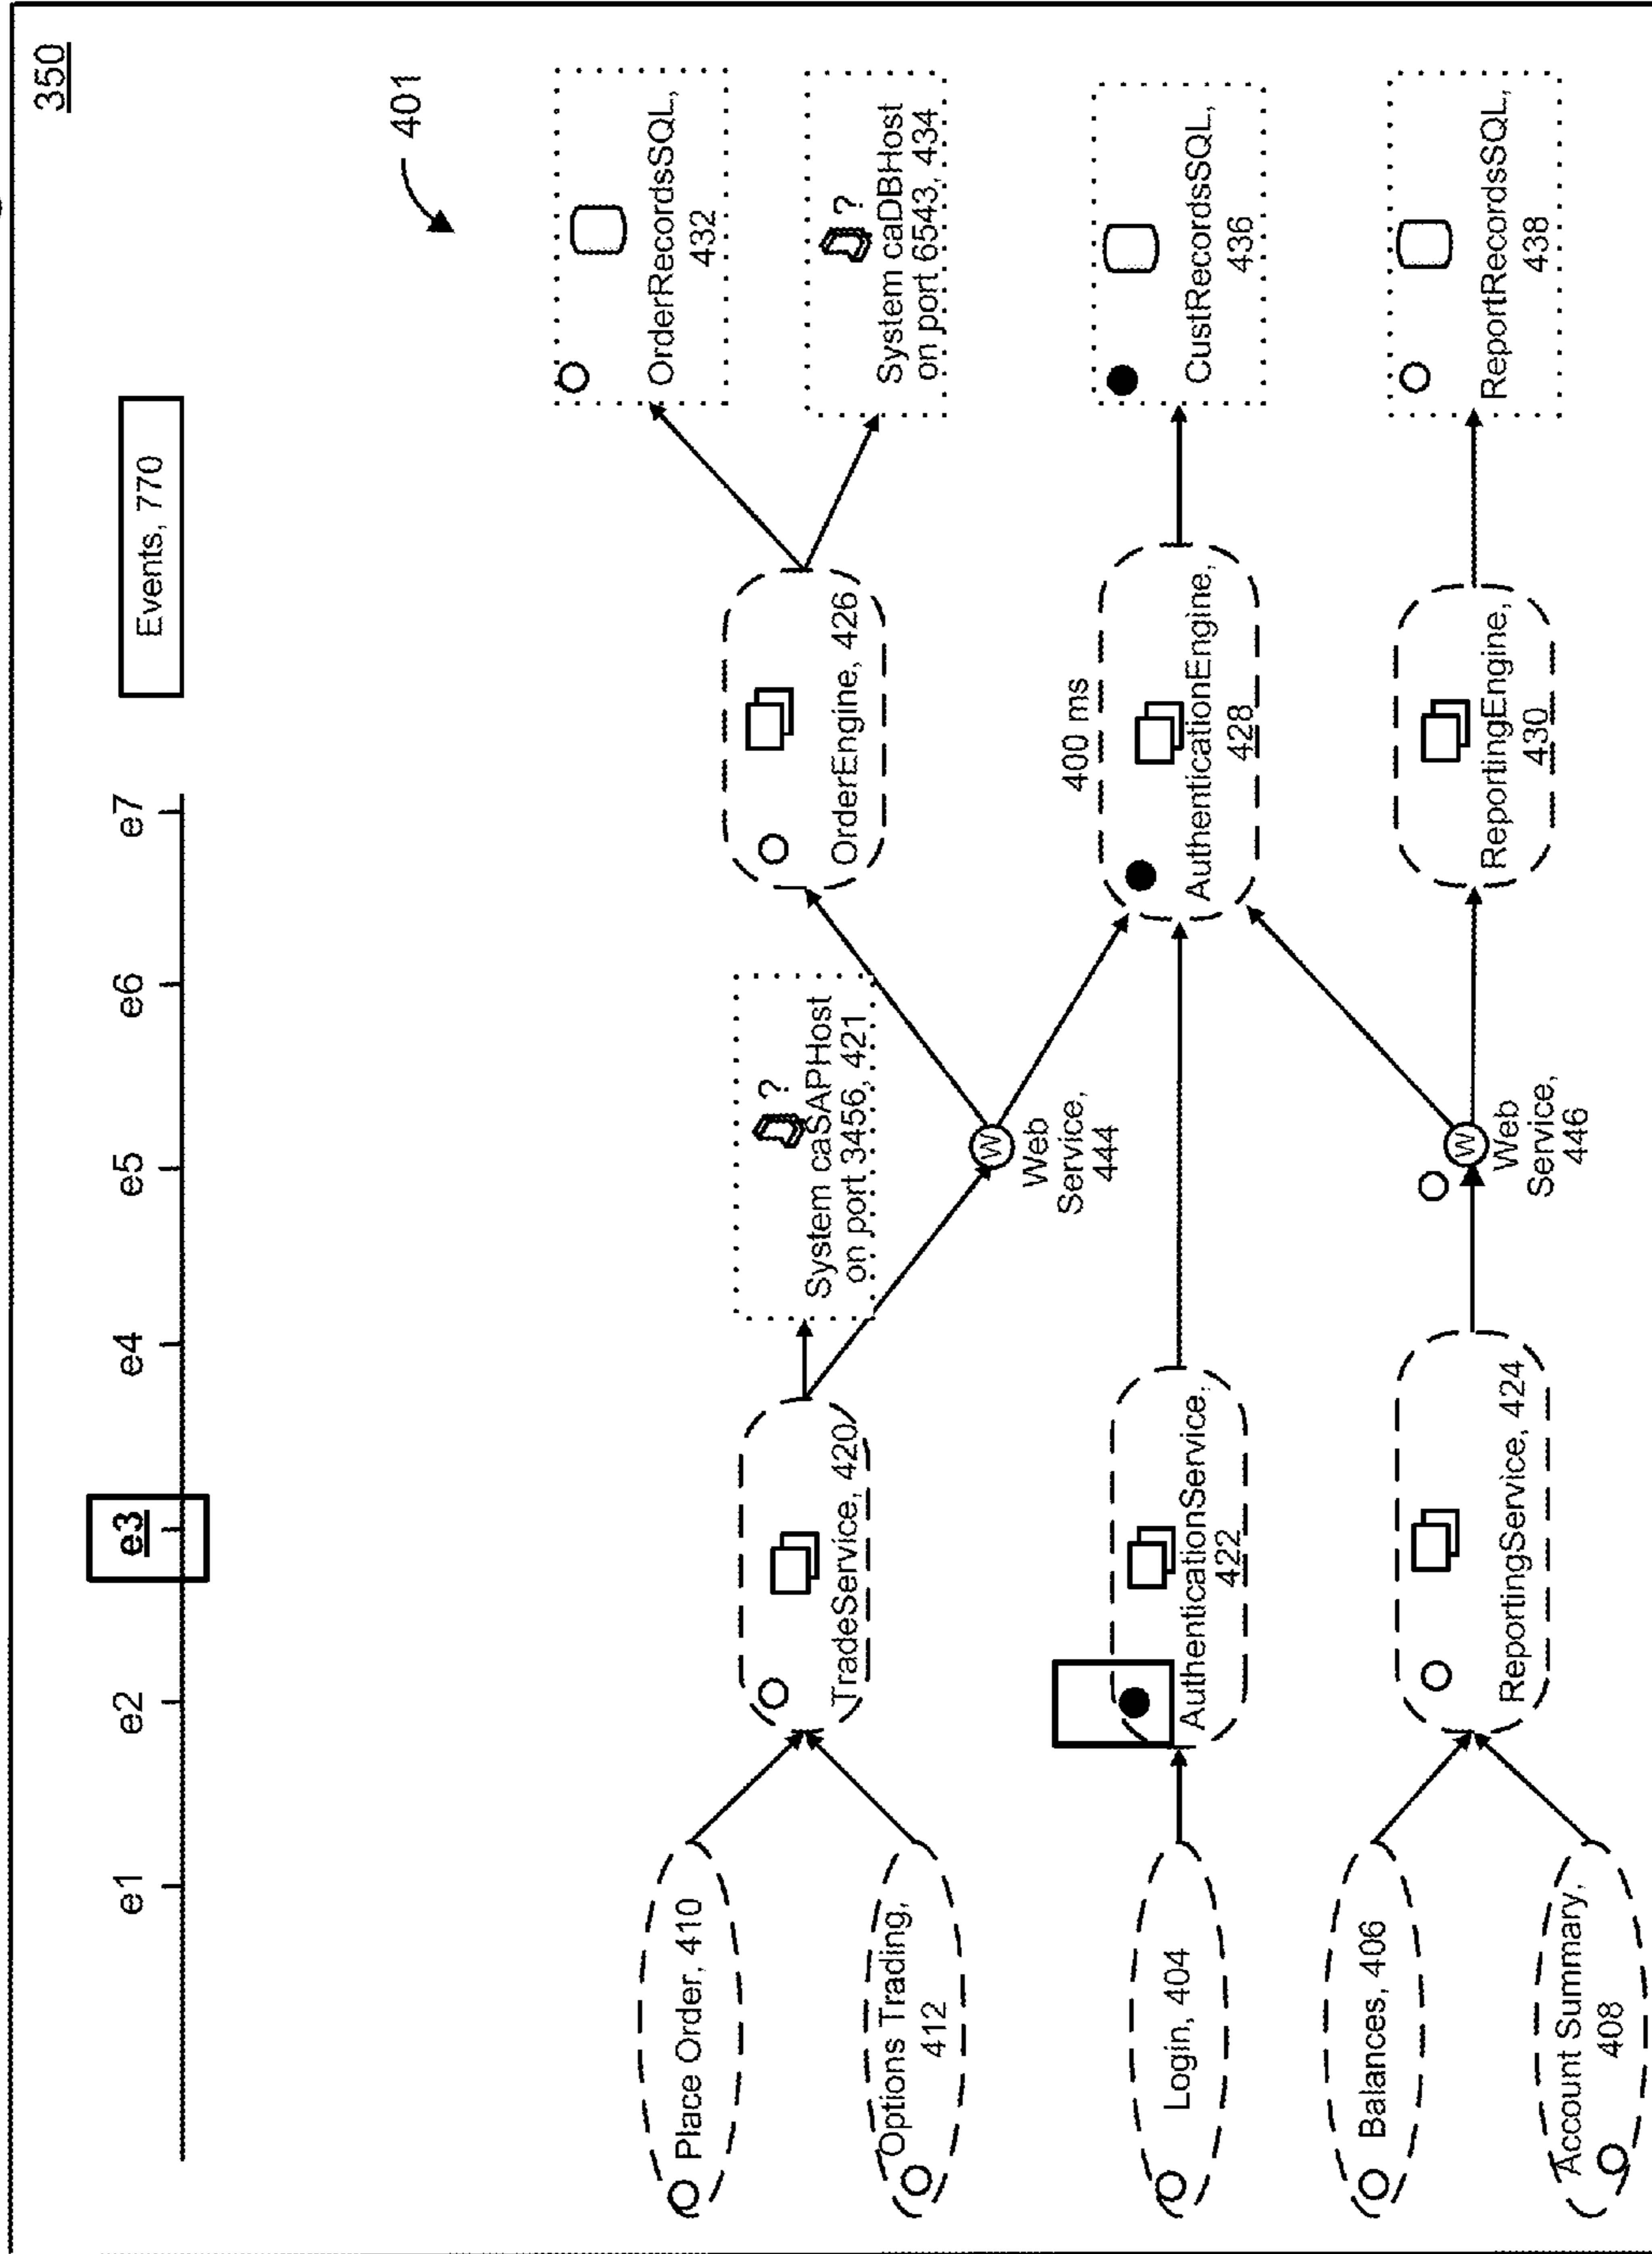 350
Events, 770
e1
e2
e3
e4
e5
e6
e7
401
Place Order, 410
Options Trading,
412
Login, 404
Balances, 406
Account Summary,
408
TradeService, 420
AuthenticationService,
422
ReportingService, 424
?
System caSAPHost
on port 3456, 421
W
Web
Service,
444
W
Web
Service,
446
OrderEngine, 426
400 ms
AuthenticationEngine,
428
ReportingEngine,
430
OrderRecordsSQL,
432
?
System caDBHost
on port 6543, 434
CustRecordsSQL,
436
ReportRecordsSQL,
438